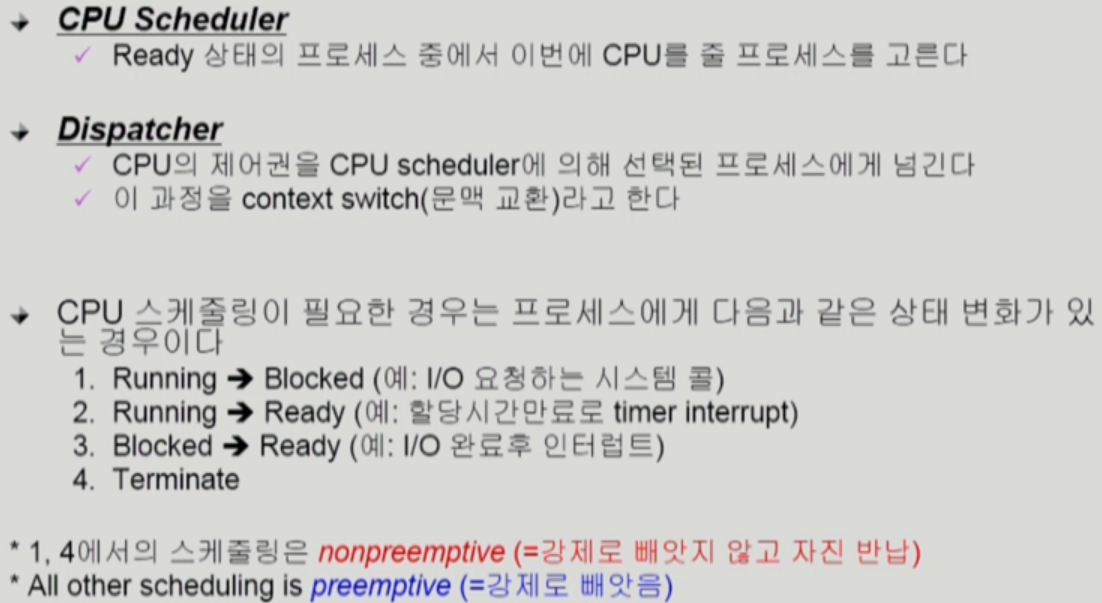 CPU Scheduler
Ready 상태의 프로세스 중에서 이번에 CPU를 줄 프로세스를 고른다
Dispatcher
CPU의 제어권을 CPU scheduler에 의해 선택된 프로세스에게 넘긴다
이 과정을 context switch(문맥 교환)라고 한다
CPU 스케줄링이 필요한 경우는 프로세스에게 다음과 같은 상태 변화가 있
는 경우이다
1. Running ➔ Blocked (예: I/O 요청하는 시스템 콜)
2. Running ➔ Ready (예: 할당시간만료로 timer interrupt)
3. Blocked ➔ Ready (예: I/O 완료후 인터럽트)
4. Terminate
* 1, 4에서의 스케줄링은 nonpreemptive (=강제로 빼앗지 않고 자진 반납)
* All other scheduling is preemptive (=강제로 빼앗음)